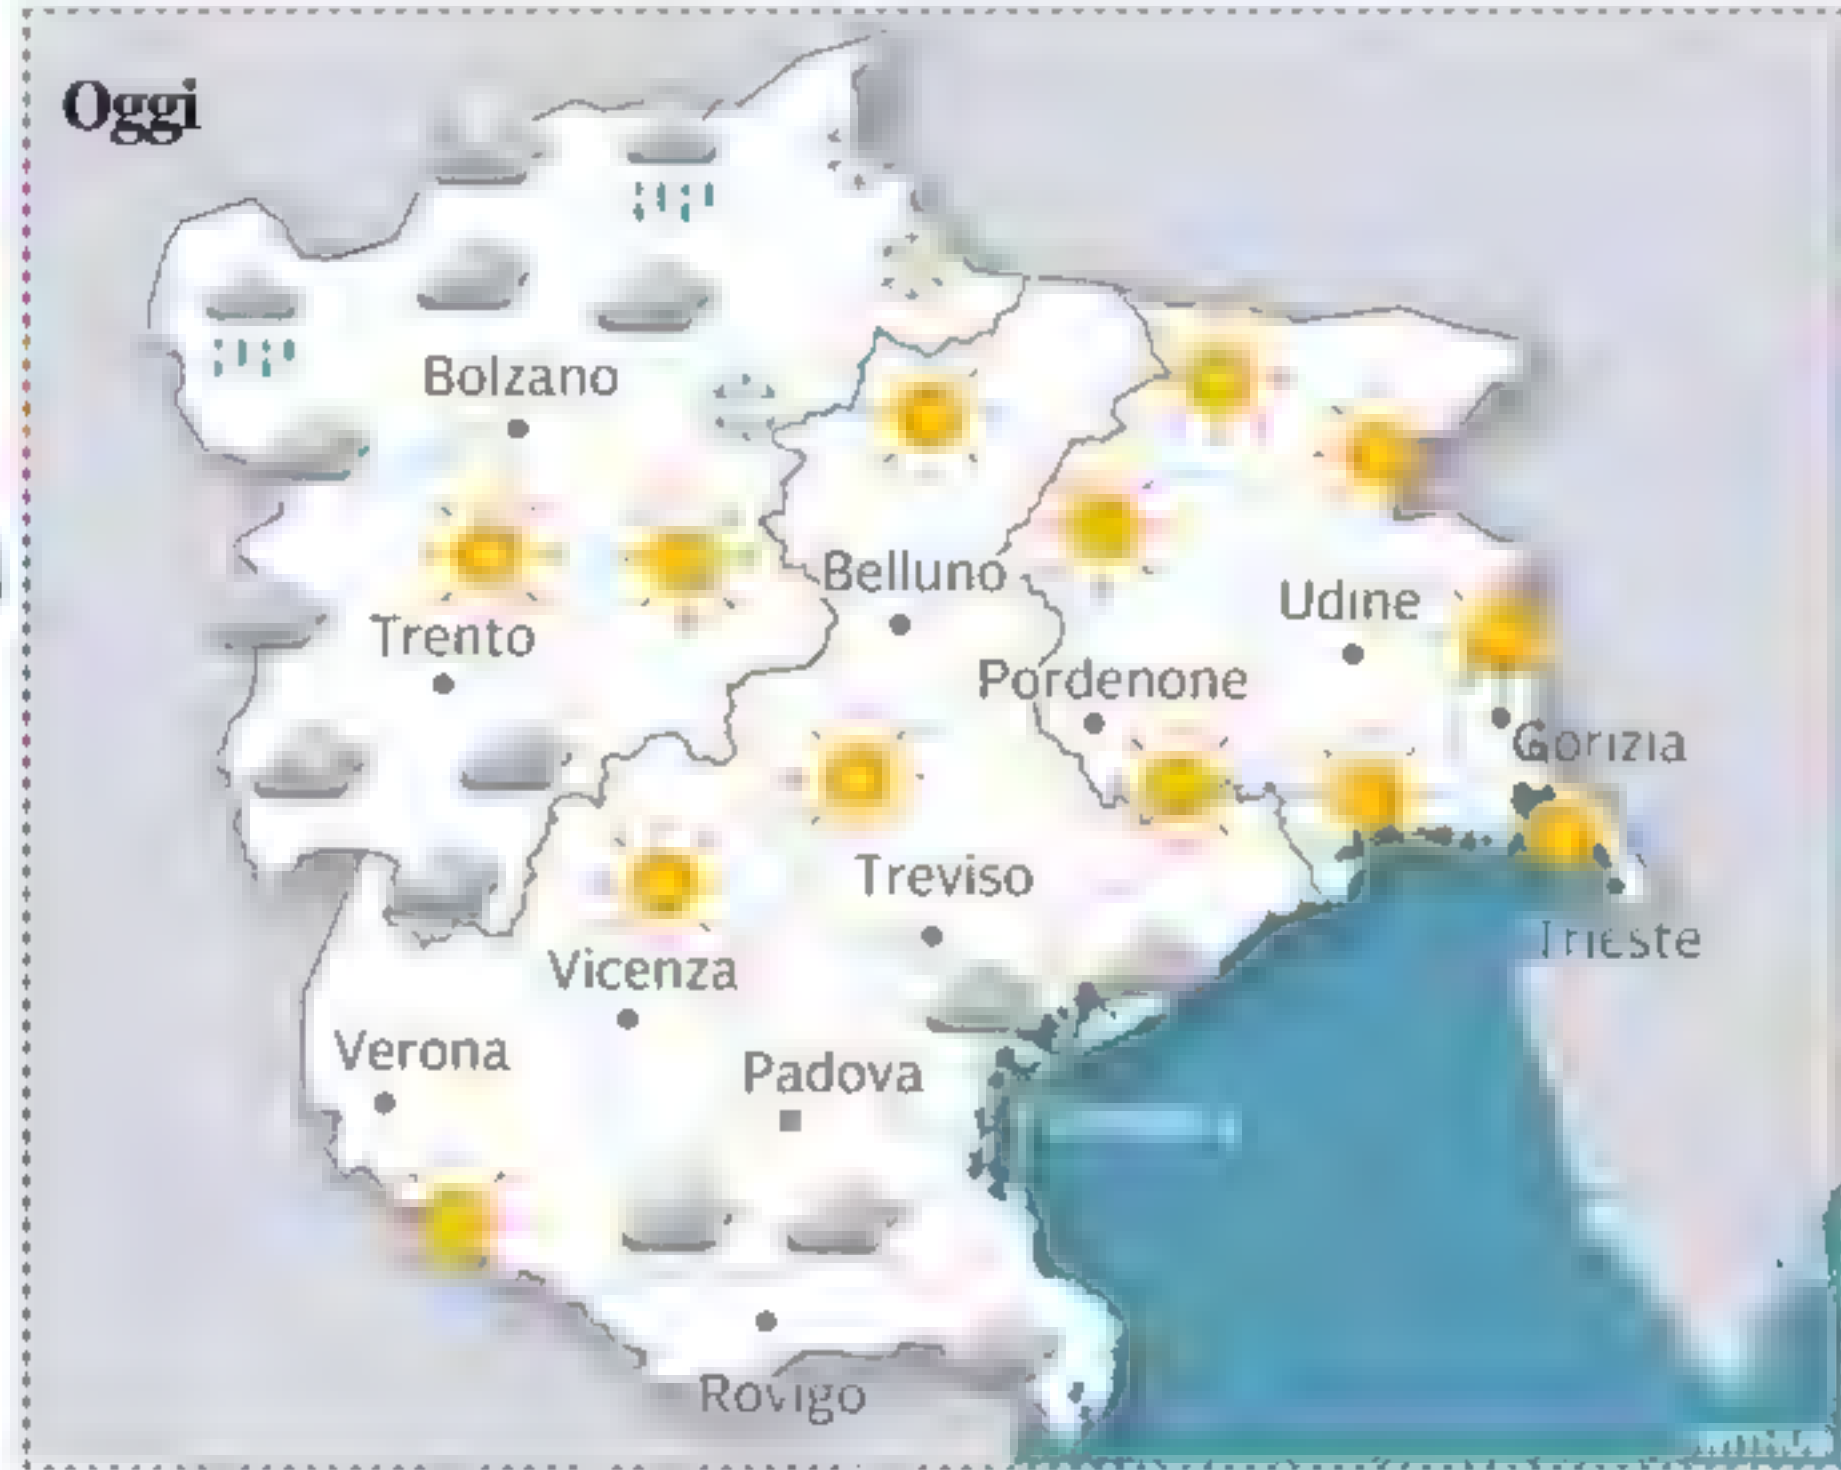 Oggi
Bolzano
Belluno
Udine
Trento
Pordenone
Gorizia
Treviso
Trieste
Vicenza
Verona
Padova
Rovigo